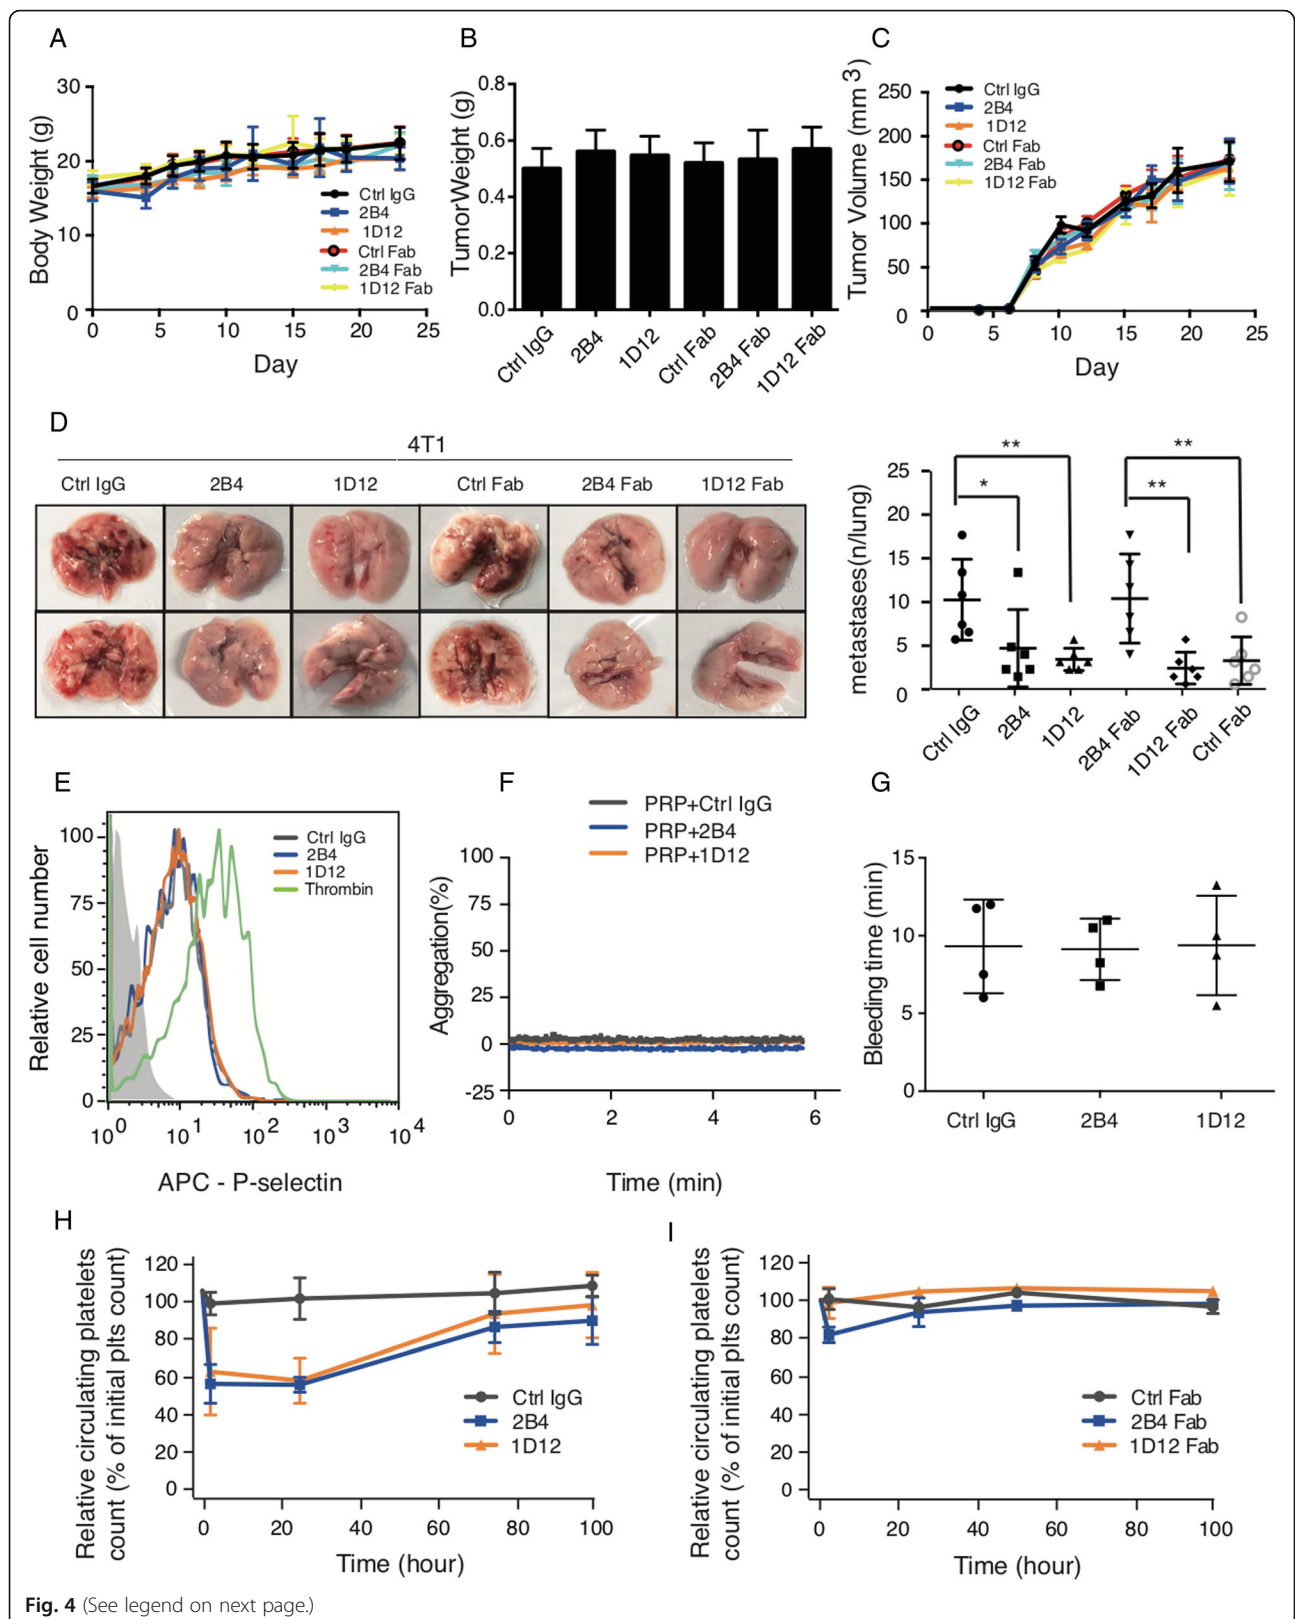 A
Body Weight (g)
30
20
10
0
0 5 10 15 20 25
Day
Ctrl IgG
2B4
1D12
Ctrl Fab
2B4 Fab
1D12 Fab
B
TumorWeight (g)
0.8
0.6
0.4
0.2
0.0
Ctrl IgG
2B4
1D12
Ctrl Fab
2B4 Fab
1D12 Fab
C
Tumor Volume (mm 3)
250
200
150
100
50
0
0 5 10 15 20 25
Day
Ctrl IgG
2B4
1D12
Ctrl Fab
2B4 Fab
1D12 Fab
D
4T1
Ctrl IgG 2B4 1D12 Ctrl Fab 2B4 Fab 1D12 Fab
metastases(n/lung)
25
20
15
10
5
0
**
*
**
**
Ctrl IgG
2B4
1D12
2B4 Fab
1D12 Fab
Ctrl Fab
E
Relative cell number
100
75
50
25
0
10^0 10^1 10^2 10^3 10^4
APC - P-selectin
Ctrl IgG
2B4
1D12
Thrombin
F
PRP+Ctrl IgG
PRP+2B4
PRP+1D12
Aggregation(%)
100
75
50
25
0
-25
0 2 4 6
Time (min)
G
Bleeding time (min)
15
10
5
0
Ctrl IgG 2B4 1D12
H
Relative circulating platelets
count (% of initial plts count)
120
100
80
60
40
20
0
0 20 40 60 80 100
Time (hour)
Ctrl IgG
2B4
1D12
I
Relative circulating platelets
count (% of initial plts count)
120
100
80
60
40
20
0
0 20 40 60 80 100
Time (hour)
Ctrl Fab
2B4 Fab
1D12 Fab
Fig. 4 (See legend on next page.)